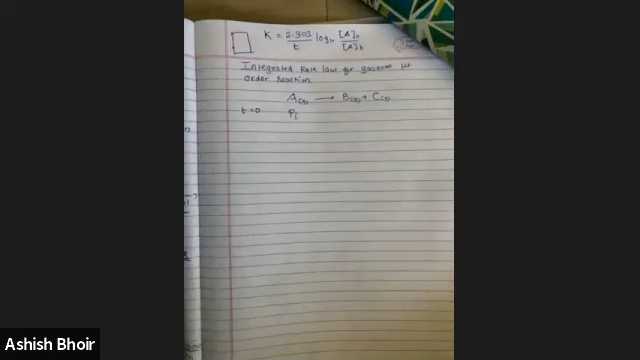 K = 2.303/t log₁₀ [A]₀/[A]t
Integrated Rate law for gaseous 1st
order reaction
A(g) → B(g) + C(g)
t = 0 Pi
Ashish Bhoir